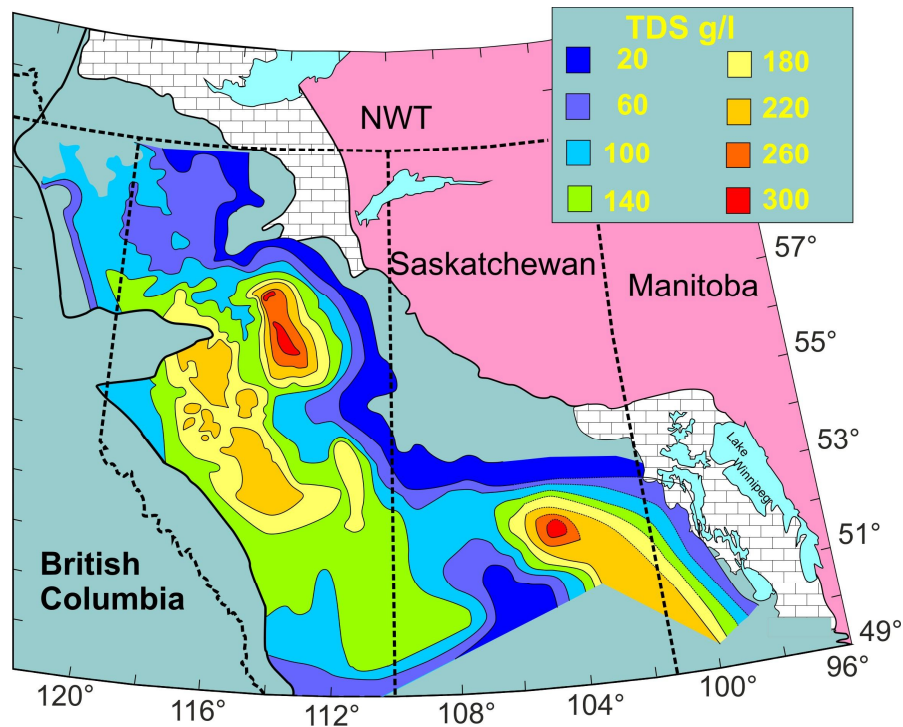 TDS g/l
20
180
60
220
100
260
140
300
NWT
Saskatchewan
Manitoba
British
Columbia
Lake
Winnipeg
57°
55°
53°
51°
49°
120°
116°
112°
108°
104°
100°
96°